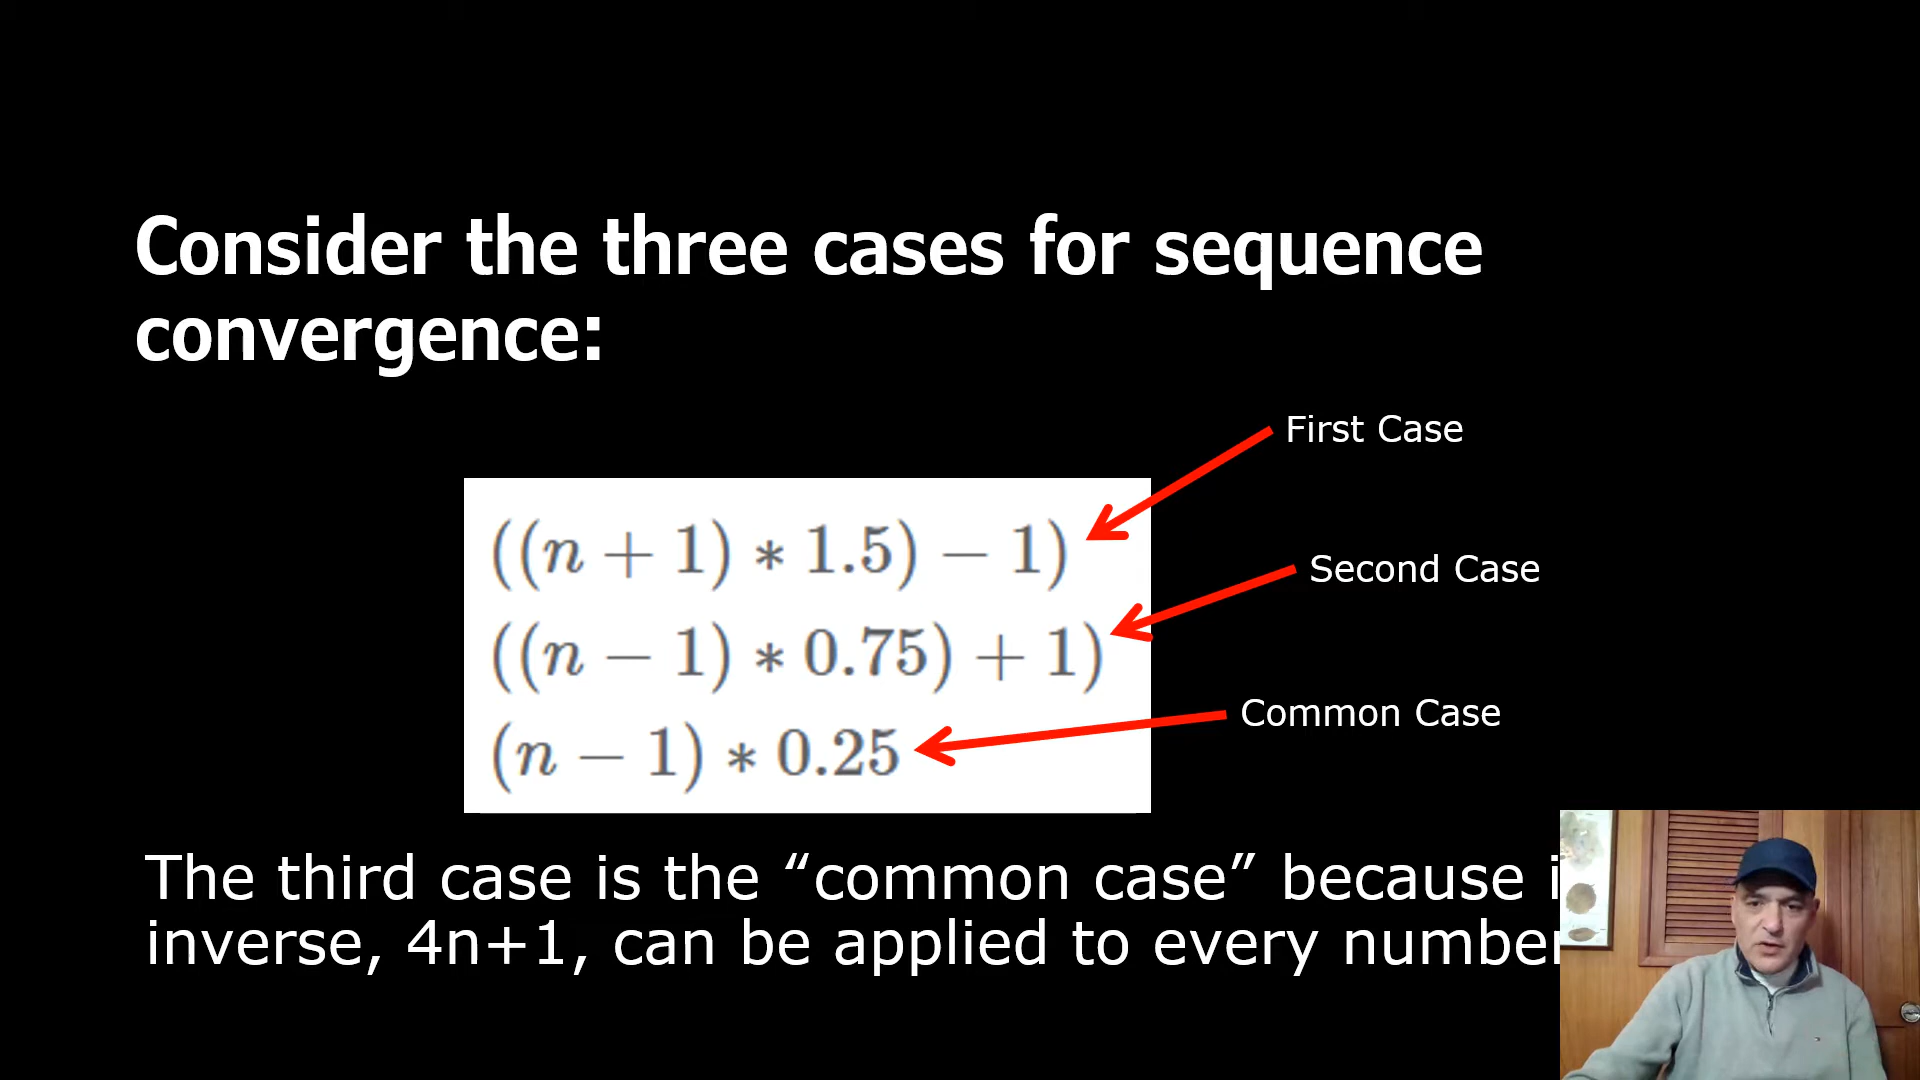 Consider the three cases for sequence
convergence:
First Case
((n + 1) * 1.5) − 1)
Second Case
((n − 1) * 0.75) + 1)
Common Case
(n − 1) * 0.25
The third case is the “common case” because
inverse, 4n+1, can be applied to every number